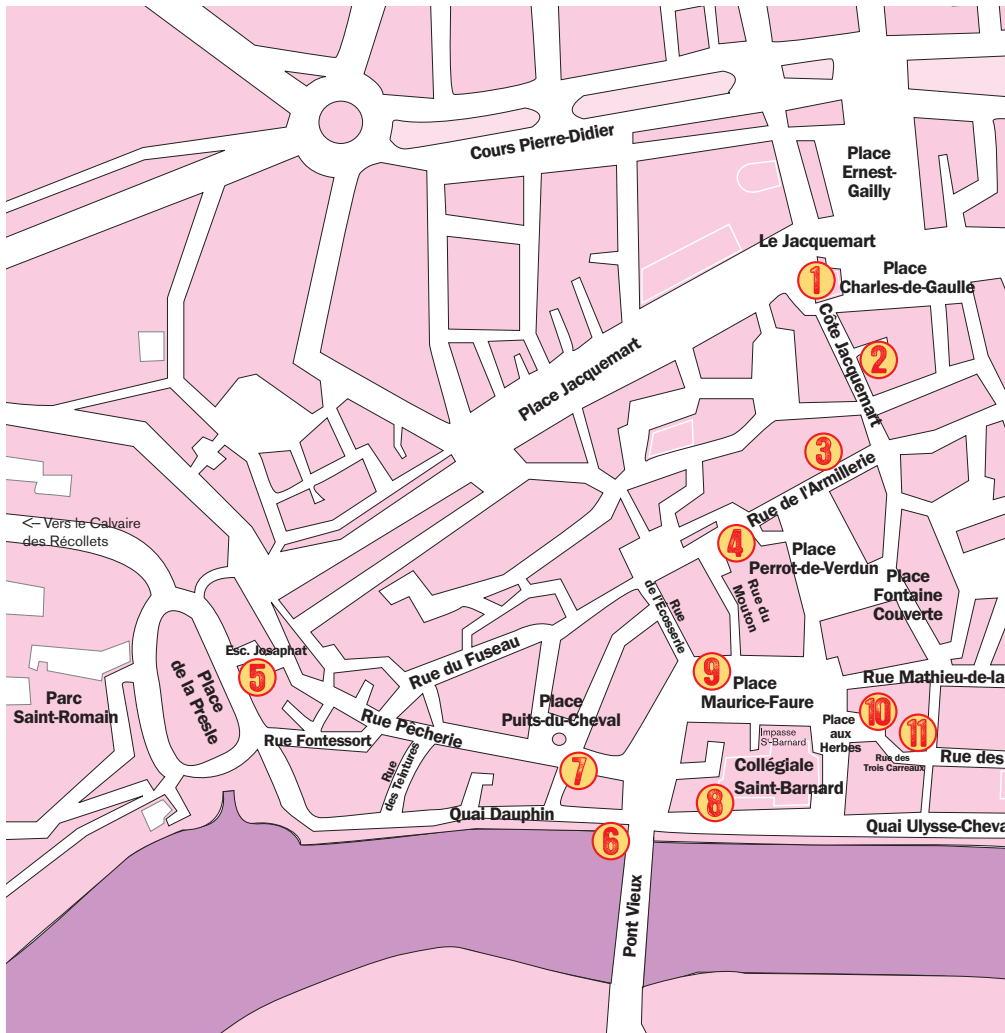 Cours Pierre-Didier
Place
Ernest-
Gailly
Le Jacquemart
1
Place
Charles-de-Gaulle
Côte Jacquemart
2
Place Jacquemart
3
Rue de l'Armillerie
4
Place
Perrot-de-Verdun
<– Vers le Calvaire
des Récollets
Rue
de l'Écosserie
Rue du
Mouton
Place
Fontaine
Couverte
Esc. Josaphat
5
Rue du Fuseau
9
Place
Maurice-Faure
Rue Mathieu-de-la
Parc
Saint-Romain
Place
de la Presle
Place
Puits-du-Cheval
Rue Pêcherie
Rue Fontessort
Rue
des Teintures
10
11
Place
aux
Herbes
Impasse
St-Barnard
Rue des
Trois Carreaux
Rue des
7
Collégiale
Saint-Barnard
8
Quai Dauphin
6
Quai Ulysse-Cheva
Pont Vieux